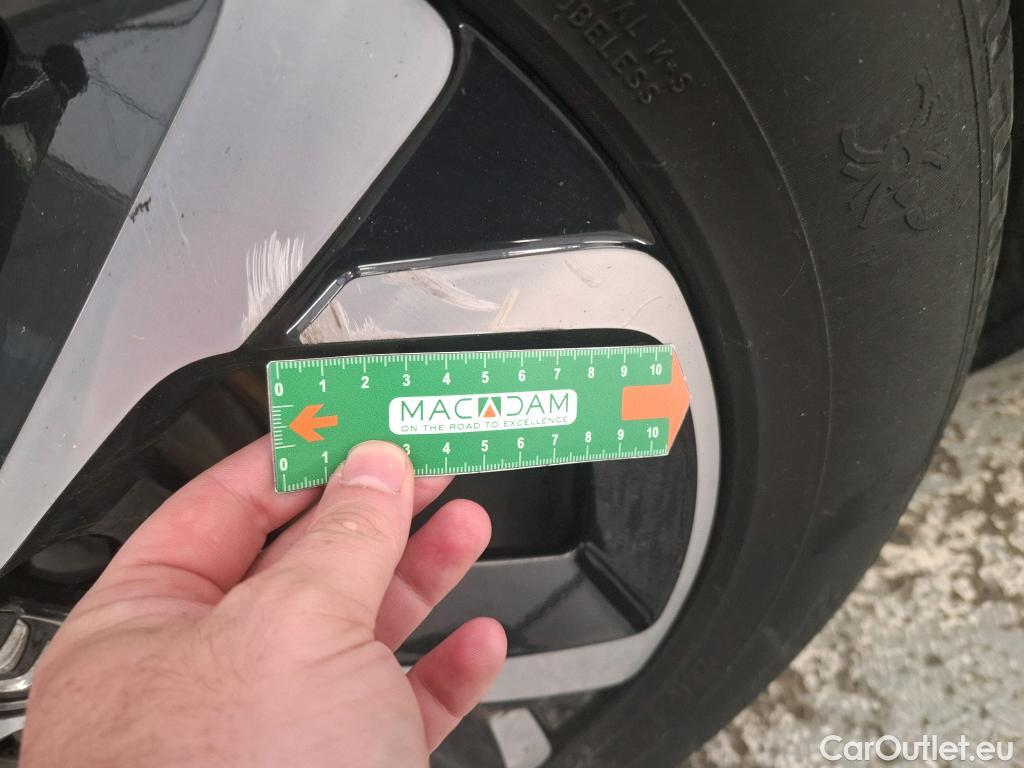 M+S
TUBELESS
0 1 2 3 4 5 6 7 8 9 10
MACADAM
ON THE ROAD TO EXCELLENCE
0 1 3 4 5 6 7 8 9 10
CarOutlet.eu